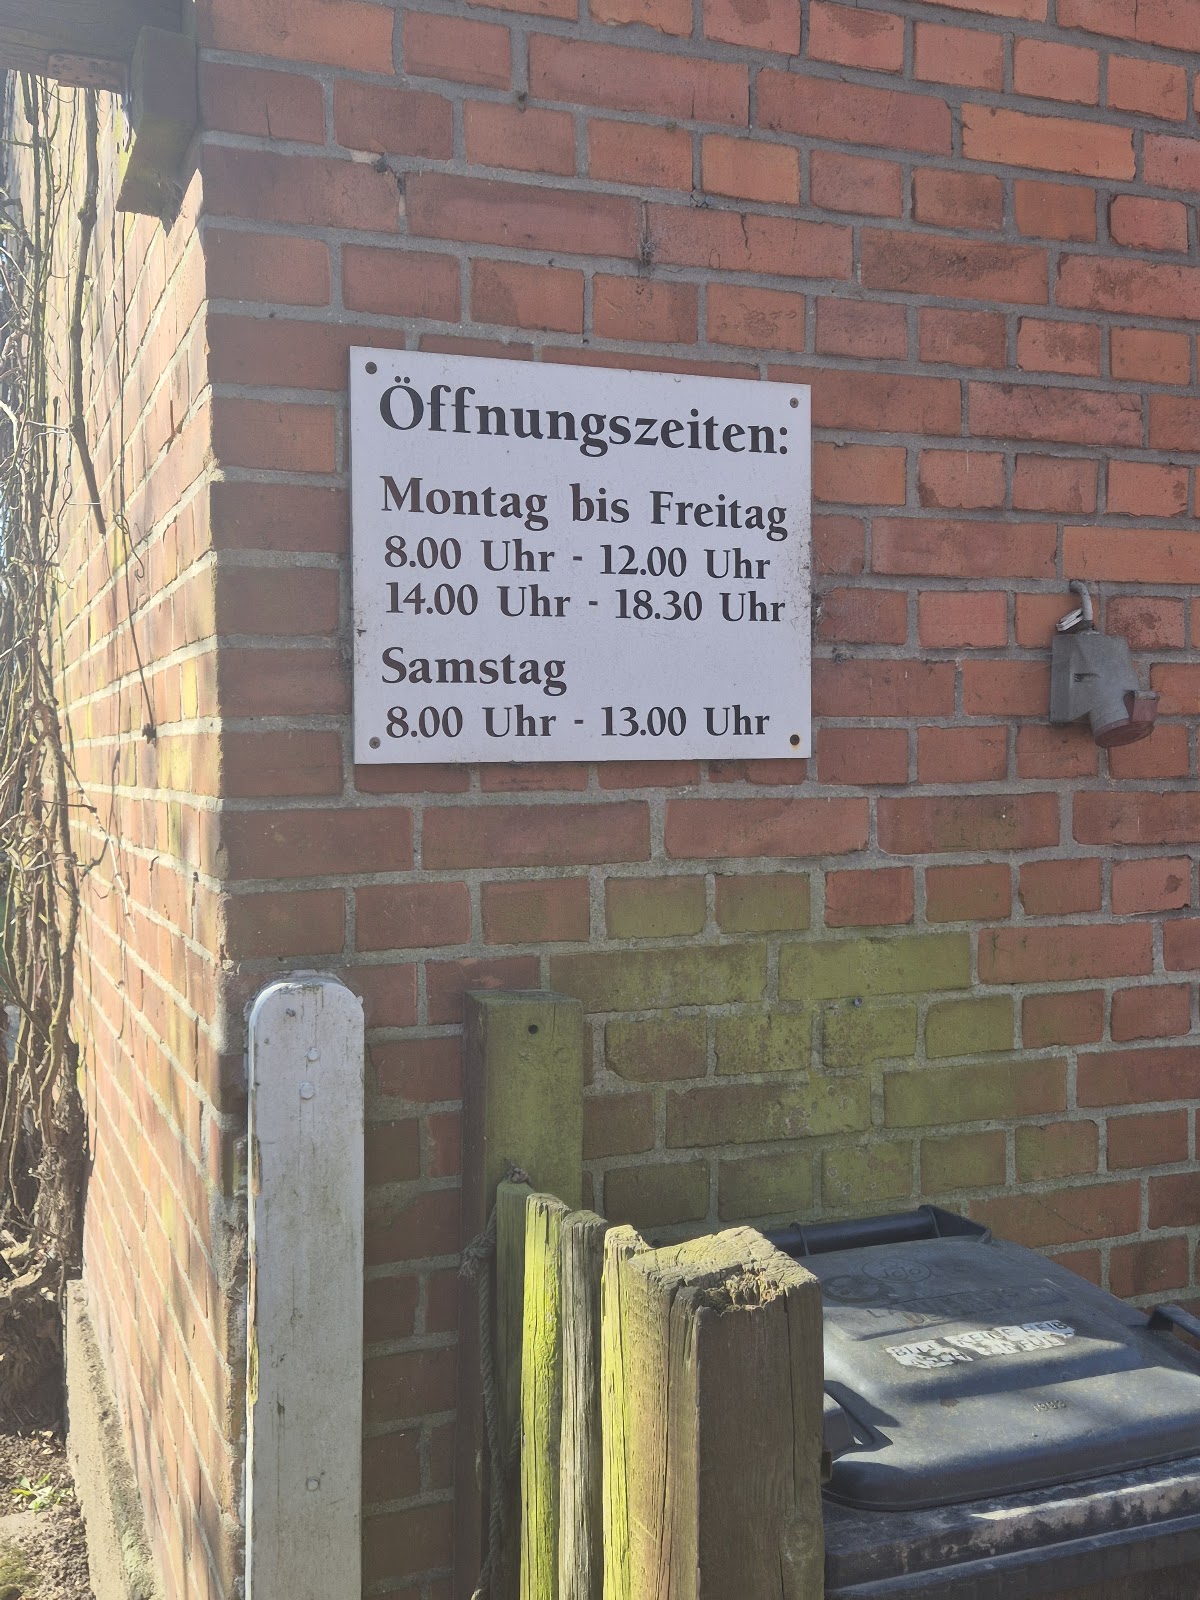 Öffnungszeiten:
Montag bis Freitag
8.00 Uhr - 12.00 Uhr
14.00 Uhr - 18.30 Uhr
Samstag
8.00 Uhr - 13.00 Uhr